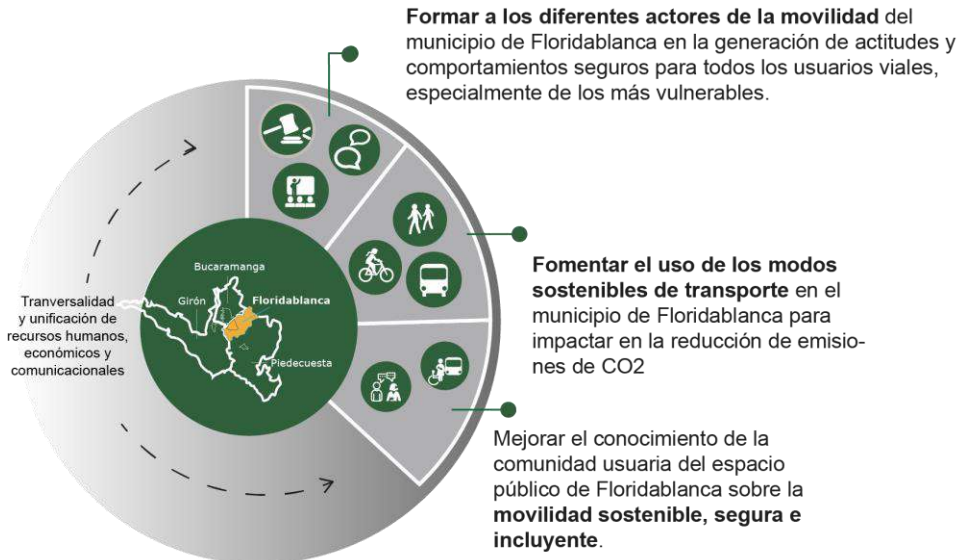 Formar a los diferentes actores de la movilidad del
municipio de Floridablanca en la generación de actitudes y
comportamientos seguros para todos los usuarios viales,
especialmente de los más vulnerables.
Bucaramanga
Girón
Floridablanca
Piedecuesta
Tranversalidad
y unificación de
recursos humanos,
económicos y
comunicacionales
Fomentar el uso de los modos
sostenibles de transporte en el
municipio de Floridablanca para
impactar en la reducción de emisio-
nes de CO2
Mejorar el conocimiento de la
comunidad usuaria del espacio
público de Floridablanca sobre la
movilidad sostenible, segura e
incluyente.